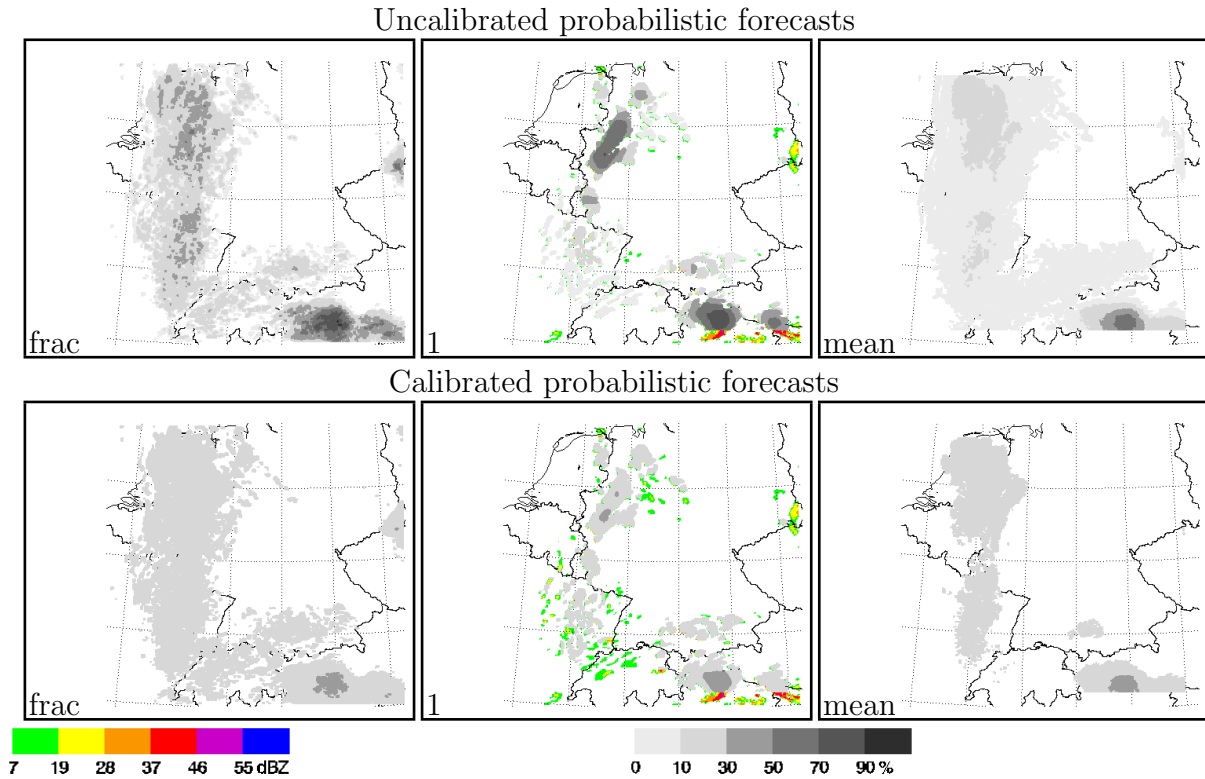 Uncalibrated probabilistic forecasts
frac
1
mean
Calibrated probabilistic forecasts
frac
1
mean
7 19 28 37 46 55 dBZ
0 10 30 50 70 90 %